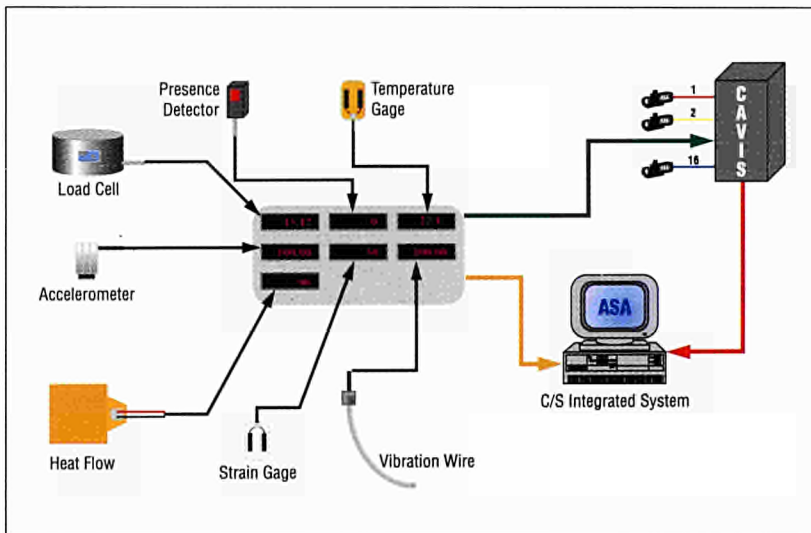 Presence
Detector
Temperature
Gage
1
2
16
CAVIS
Load Cell
Accelerometer
ASA
C/S Integrated System
Heat Flow
Strain Gage
Vibration Wire